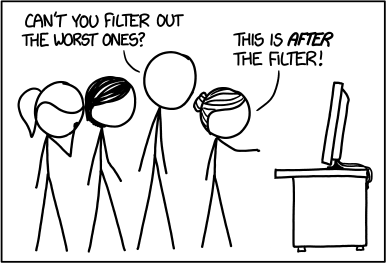 CAN'T YOU FILTER OUT
THE WORST ONES?
THIS IS AFTER
THE FILTER!